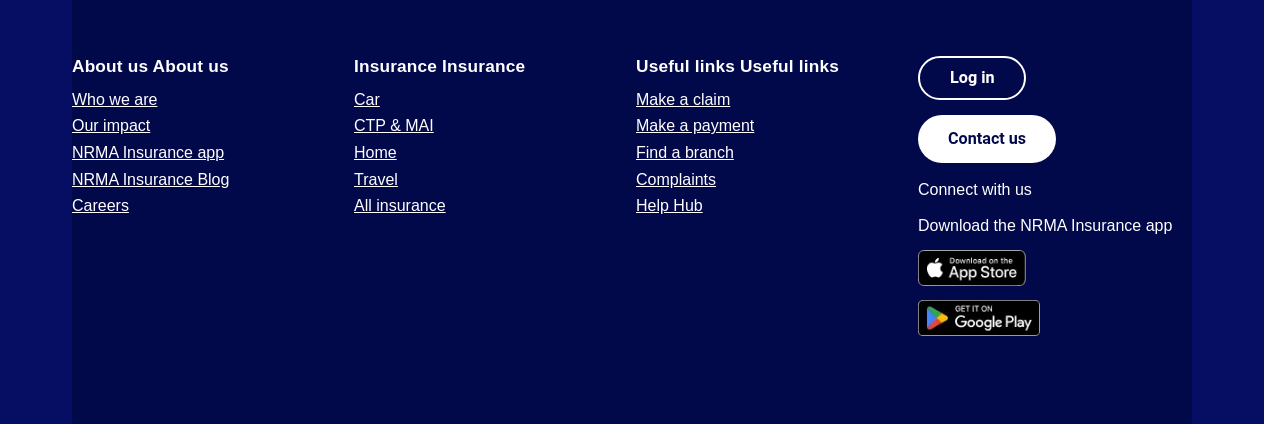 About us About us
Who we are
Our impact
NRMA Insurance app
NRMA Insurance Blog
Careers
Insurance Insurance
Car
CTP & MAI
Home
Travel
All insurance
Useful links Useful links
Make a claim
Make a payment
Find a branch
Complaints
Help Hub
Log in
Contact us
Connect with us
Download the NRMA Insurance app
Download on the
App Store
GET IT ON
Google Play